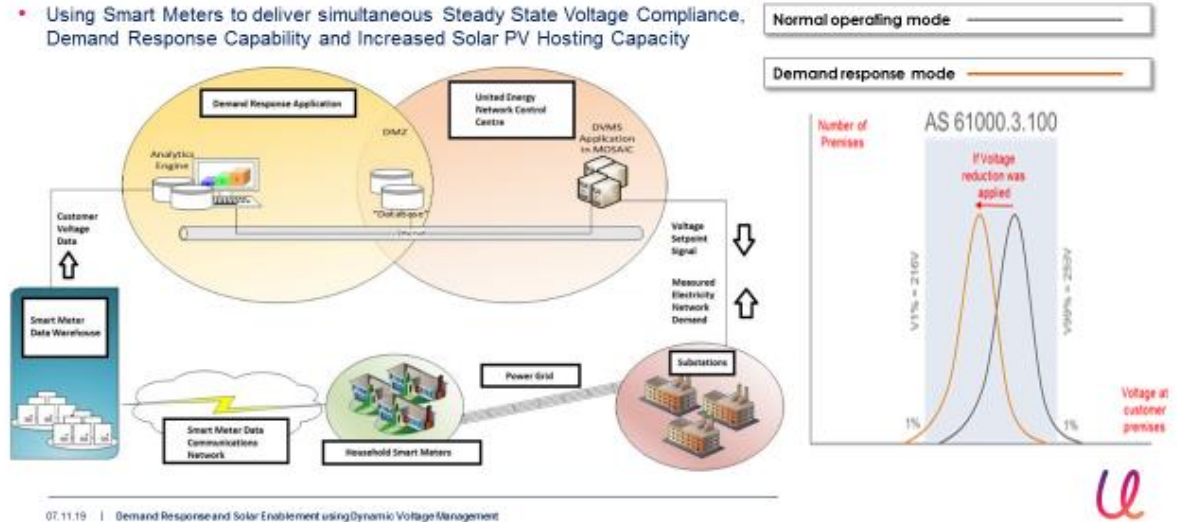 • Using Smart Meters to deliver simultaneous Steady State Voltage Compliance,
Demand Response Capability and Increased Solar PV Hosting Capacity
Normal operating mode
Demand response mode
Demand Response Application
United Energy
Network Control
Centre
DMZ
DVMS
Application
in MOSAIC
Analytics
Engine
"Database"
Customer
Voltage
Data
Voltage
Setpoint
Signal
Measured
Electricity
Network
Demand
Smart Meter
Data Warehouse
Smart Meter Data
Communications
Network
Household Smart Meters
Power Grid
Substations
Number of
Premises
AS 61000.3.100
If Voltage
reduction was
applied
V1% = 216V
V99% = 253V
1%
1%
Voltage at
customer
premises
07.11.19 | Demand Response and Solar Enablement using Dynamic Voltage Management